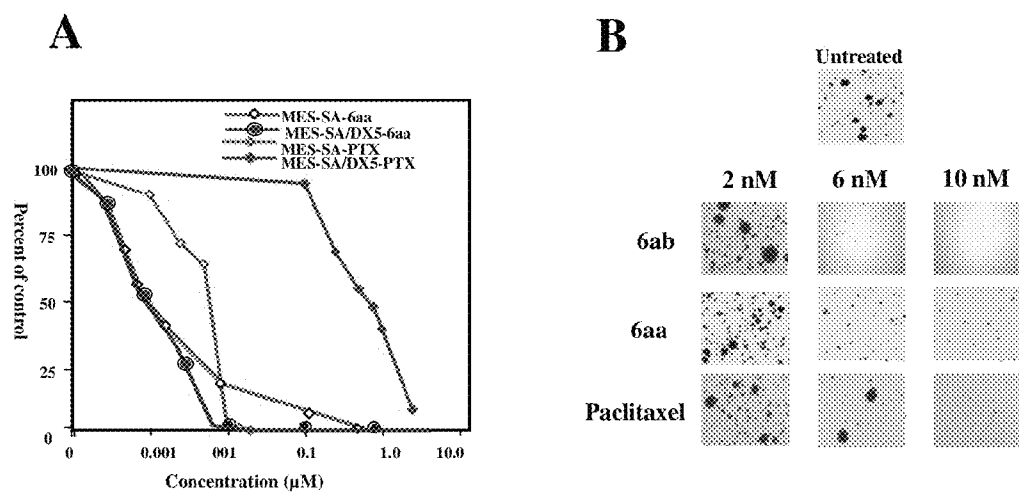 A
MES-SA-6aa
MES-SA/DX5-6aa
MES-SA-PTX
MES-SA/DX5-PTX
100
75
50
25
0
Percent of control
0 0.001 001 0.1 1.0 10.0
Concentration (µM)
B
Untreated
2 nM 6 nM 10 nM
6ab
6aa
Paclitaxel